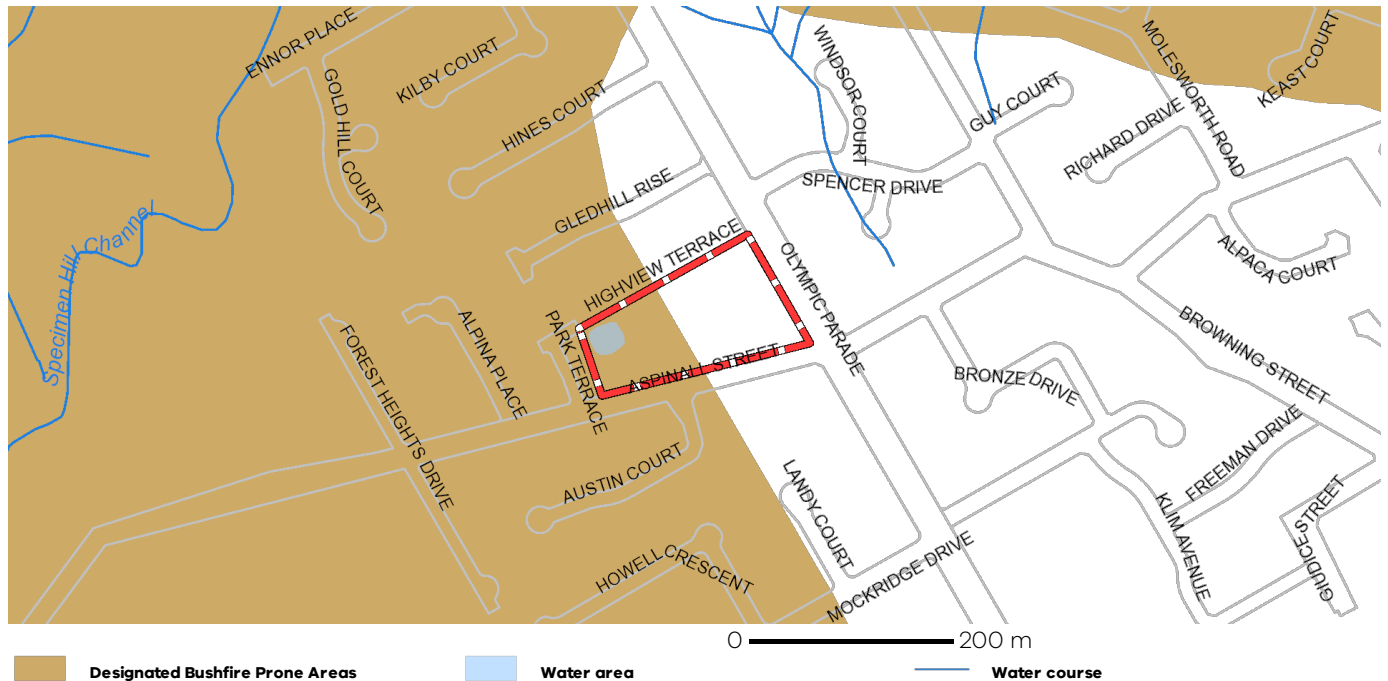 ENNOR PLACE
KILBY COURT
GOLD HILL COURT
HINES COURT
WINDSOR COURT
GUY COURT
MOLESWORTH ROAD
KEAST COURT
RICHARD DRIVE
SPENCER DRIVE
GLEDHILL RISE
Specimen Hill Channel
HIGHVIEW TERRACE
OLYMPIC PARADE
ALPACA COURT
FOREST HEIGHTS DRIVE
ALPINA PLACE
PARK TERRACE
ASPINALL STREET
BROWNING STREET
BRONZE DRIVE
AUSTIN COURT
LANDY COURT
FREEMAN DRIVE
KLIM AVENUE
GIUDICE STREET
HOWELL CRESCENT
MOCKRIDGE DRIVE
0 200 m
Designated Bushfire Prone Areas
Water area
Water course